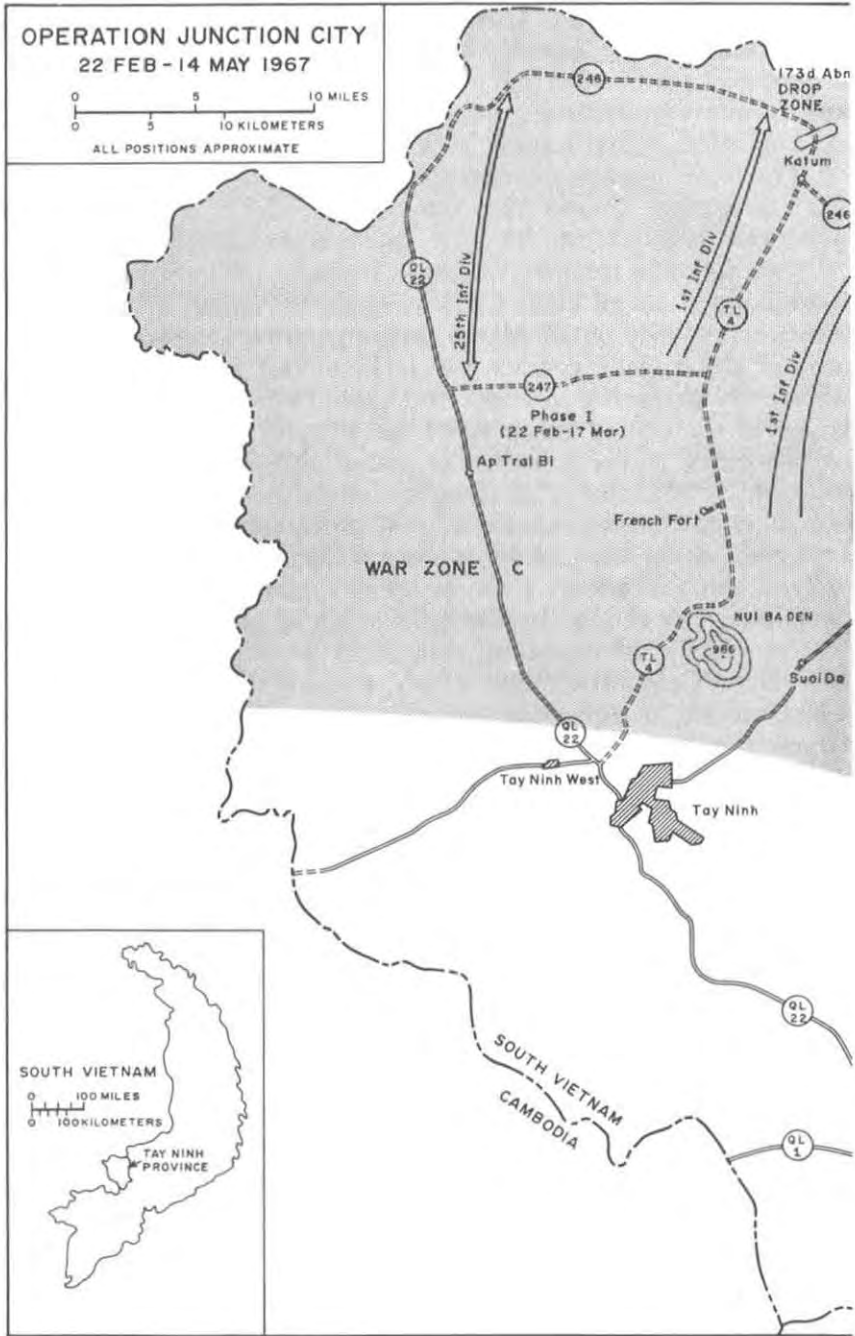 OPERATION JUNCTION CITY
22 FEB-14 MAY 1967
0 5 10 MILES
0 5 10 KILOMETERS
ALL POSITIONS APPROXIMATE
246
173d Abn
DROP
ZONE
Katum
246
QL
22
25th Inf Div
1st Inf Div
TL
4
1st Inf Div
247
Phase I
(22 Feb-17 Mar)
Ap Trai Bi
French Fort
WAR ZONE C
NUI BA DEN
986
TL
4
Suoi Da
QL
22
Tay Ninh West
Tay Ninh
QL
22
SOUTH VIETNAM
CAMBODIA
QL
1
SOUTH VIETNAM
0 100 MILES
0 100 KILOMETERS
TAY NINH
PROVINCE